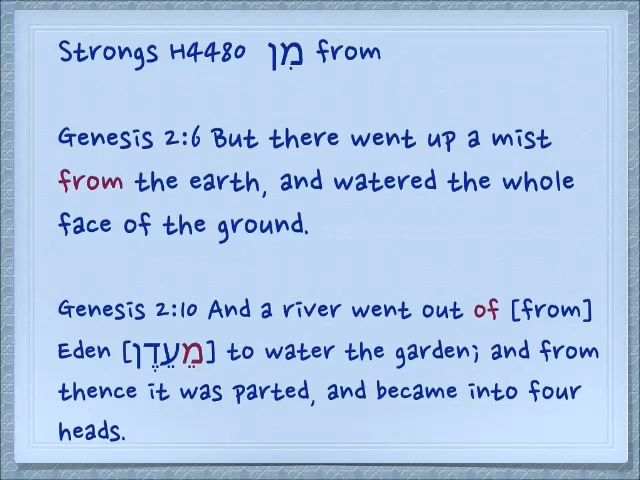 Strongs H4480 מִן from
Genesis 2:6 But there went up a mist
from the earth, and watered the whole
face of the ground.
Genesis 2:10 And a river went out of [from]
Eden [מֵעֵדֶן] to water the garden; and from
thence it was parted, and became into four
heads.